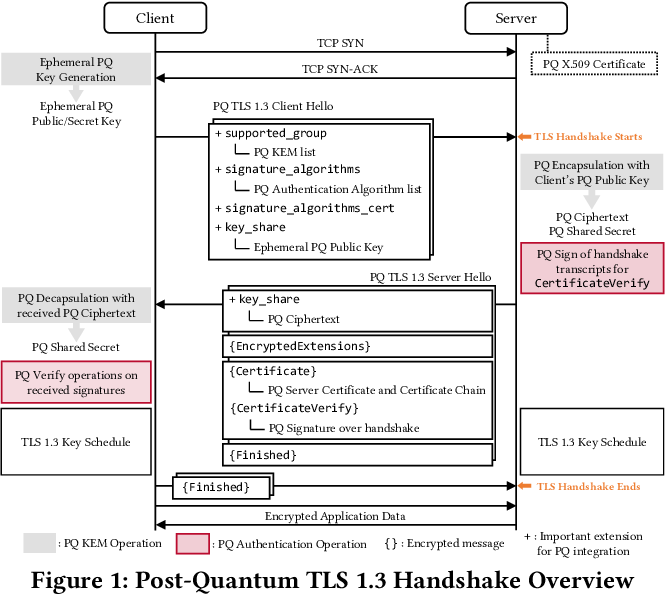 Client
Server
TCP SYN
Ephemeral PQ
Key Generation
PQ X.509 Certificate
TCP SYN-ACK
Ephemeral PQ
Public/Secret Key
PQ TLS 1.3 Client Hello
+ supported_group
PQ KEM list
+ signature_algorithms
PQ Authentication Algorithm list
+ signature_algorithms_cert
+ key_share
Ephemeral PQ Public Key
TLS Handshake Starts
PQ Encapsulation with
Client's PQ Public Key
PQ Ciphertext
PQ Shared Secret
PQ Sign of handshake
transcripts for
CertificateVerify
PQ TLS 1.3 Server Hello
PQ Decapsulation with
received PQ Ciphertext
+ key_share
PQ Ciphertext
PQ Shared Secret
{EncryptedExtensions}
PQ Verify operations on
received signatures
{Certificate}
PQ Server Certificate and Certificate Chain
{CertificateVerify}
PQ Signature over handshake
TLS 1.3 Key Schedule
TLS 1.3 Key Schedule
{Finished}
{Finished}
TLS Handshake Ends
Encrypted Application Data
: PQ KEM Operation
: PQ Authentication Operation
{} : Encrypted message
+ : Important extension
for PQ integration
Figure 1: Post-Quantum TLS 1.3 Handshake Overview